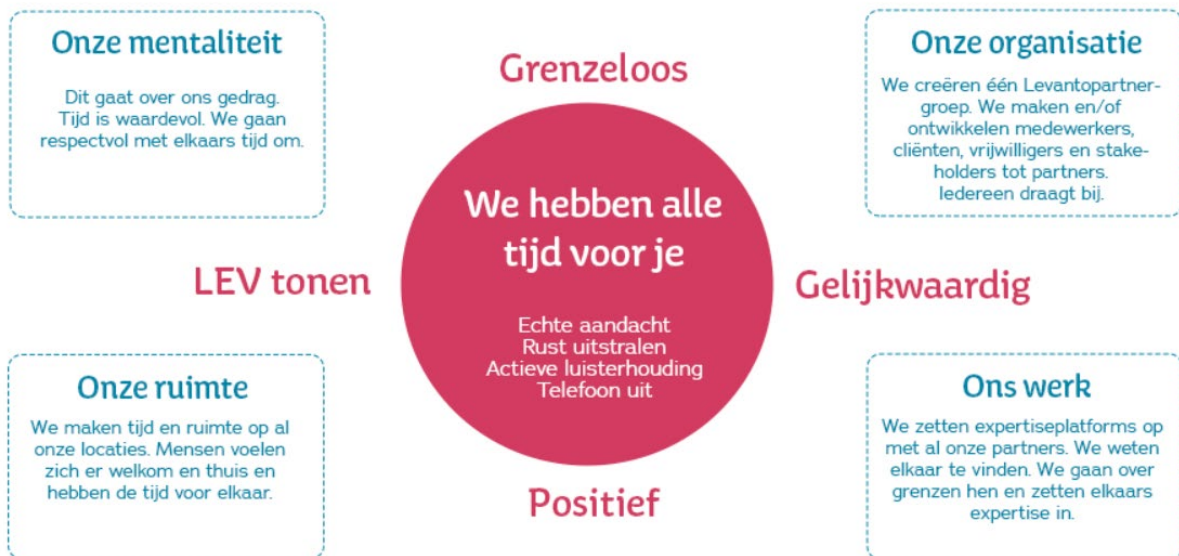 Onze mentaliteit
Dit gaat over ons gedrag.
Tijd is waardevol. We gaan
respectvol met elkaars tijd om.
Grenzeloos
Onze organisatie
We creëren één Levantopartner-
groep. We maken en/of
ontwikkelen medewerkers,
cliënten, vrijwilligers en stake-
holders tot partners.
Iedereen draagt bij.
LEV tonen
We hebben alle
tijd voor je
Echte aandacht
Rust uitstralen
Actieve luisterhouding
Telefoon uit
Gelijkwaardig
Onze ruimte
We maken tijd en ruimte op al
onze locaties. Mensen voelen
zich er welkom en thuis en
hebben de tijd voor elkaar.
Positief
Ons werk
We zetten expertiseplatforms op
met al onze partners. We weten
elkaar te vinden. We gaan over
grenzen hen en zetten elkaars
expertise in.